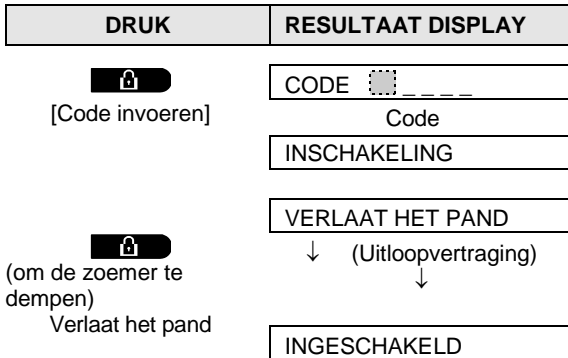 DRUK
RESULTAAT DISPLAY
[Code invoeren]
CODE _ _ _ _
Code
INSCHAKELING
VERLAAT HET PAND
↓ (Uitloopvertraging)
↓
(om de zoemer te
dempen)
Verlaat het pand
INGESCHAKELD